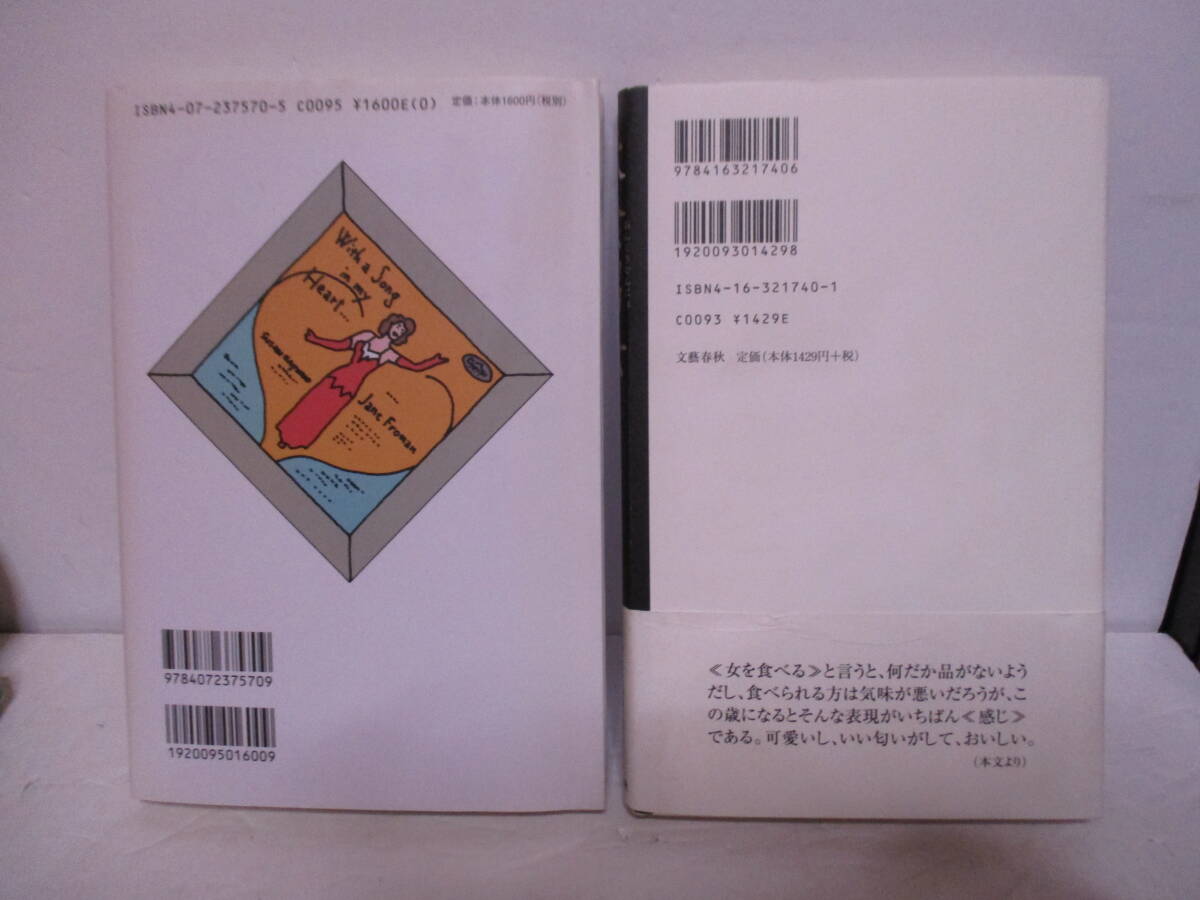 ISBN4-07-237570-5 C0095 ¥1600E(0) 定価:本体1600円(税別)
With a Song
in my
Heart...
Susan Hayward
Jane Froman
9784072375709
1920095016009
9784163217406
1920093014298
ISBN4-16-321740-1
C0093 ¥1429E
文藝春秋 定価(本体1429円+税)
≪女を食べる≫と言うと、何だか品がないよう
だし、食べられる方は気味が悪いだろうが、こ
の歳になるとそんな表現がいちばん≪感じ≫
である。可愛いし、いい匂いがして、おいしい。
(本文より)